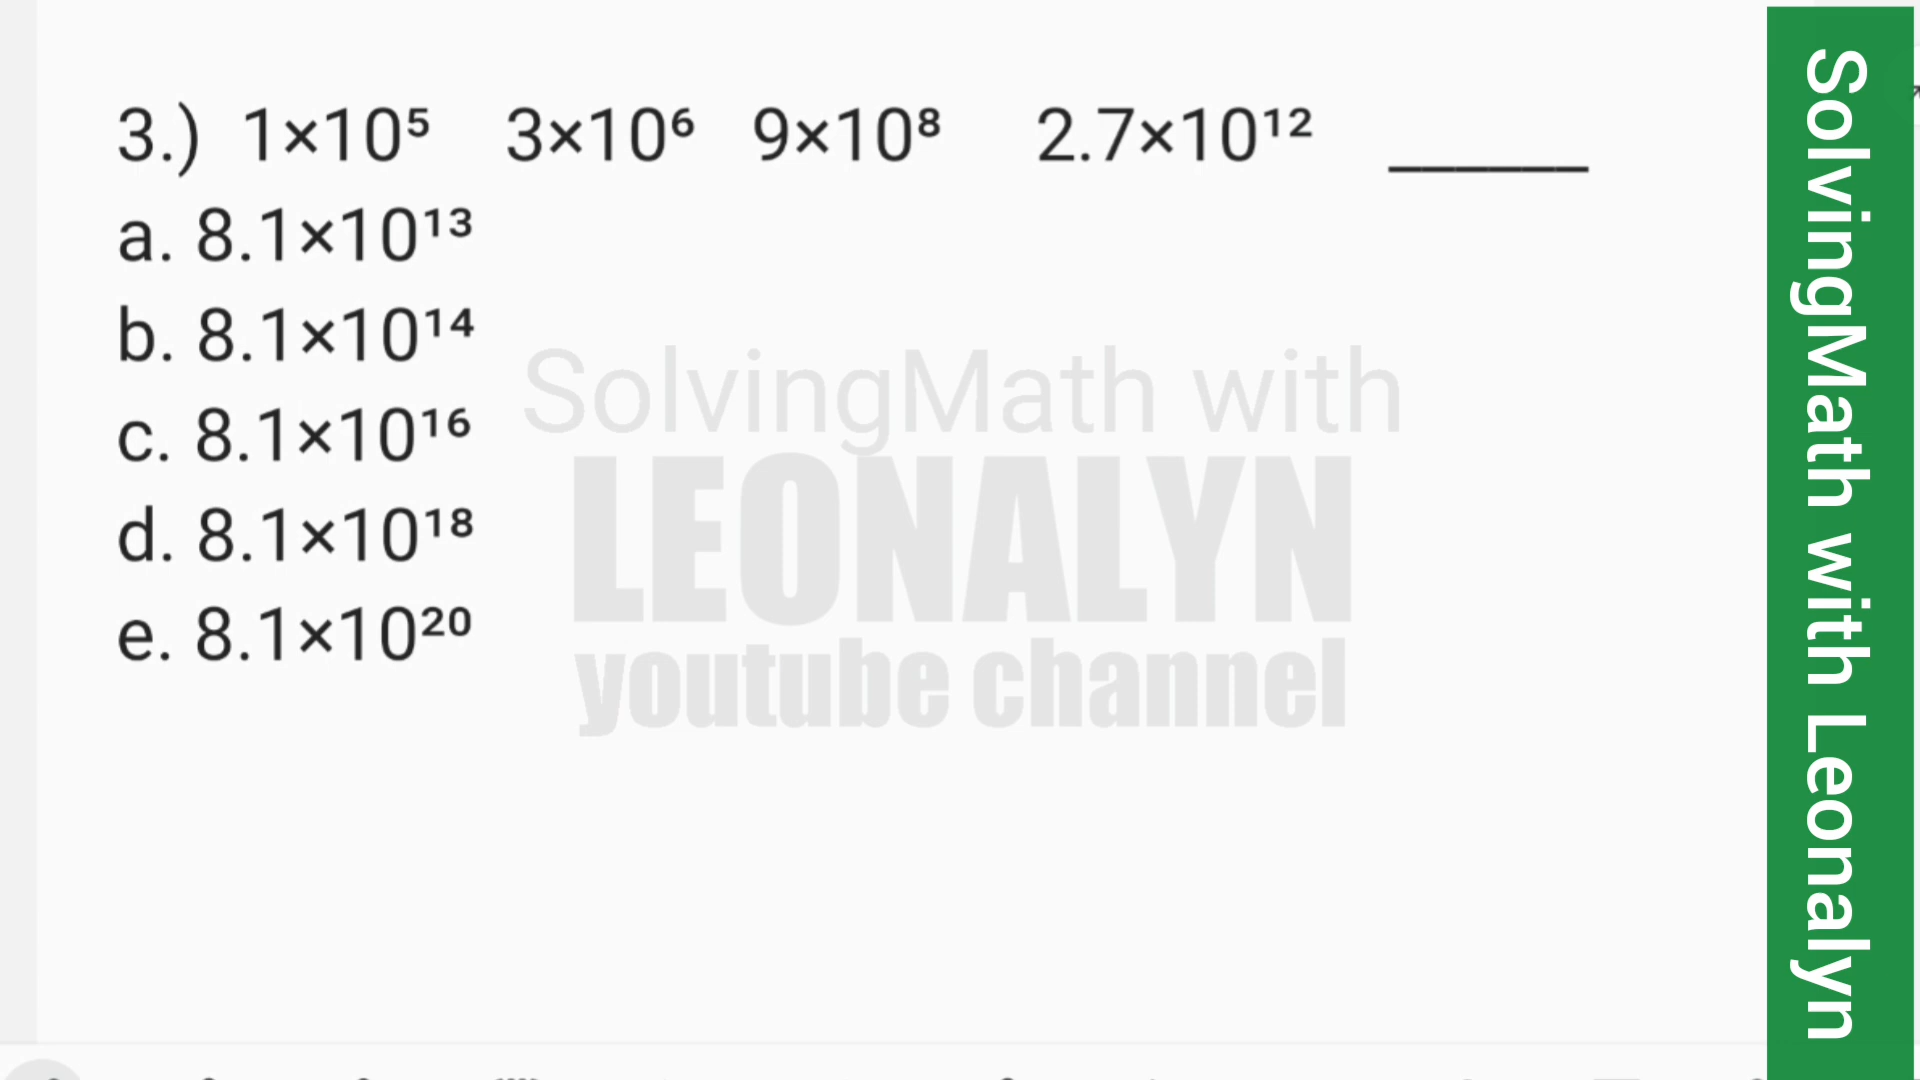 3.) 1×10⁵ 3×10⁶ 9×10⁸ 2.7×10¹² ______
a. 8.1×10¹³
b. 8.1×10¹⁴
c. 8.1×10¹⁶
d. 8.1×10¹⁸
e. 8.1×10²⁰
SolvingMath with
LEONALYN
youtube channel
SolvingMath with Leonalyn